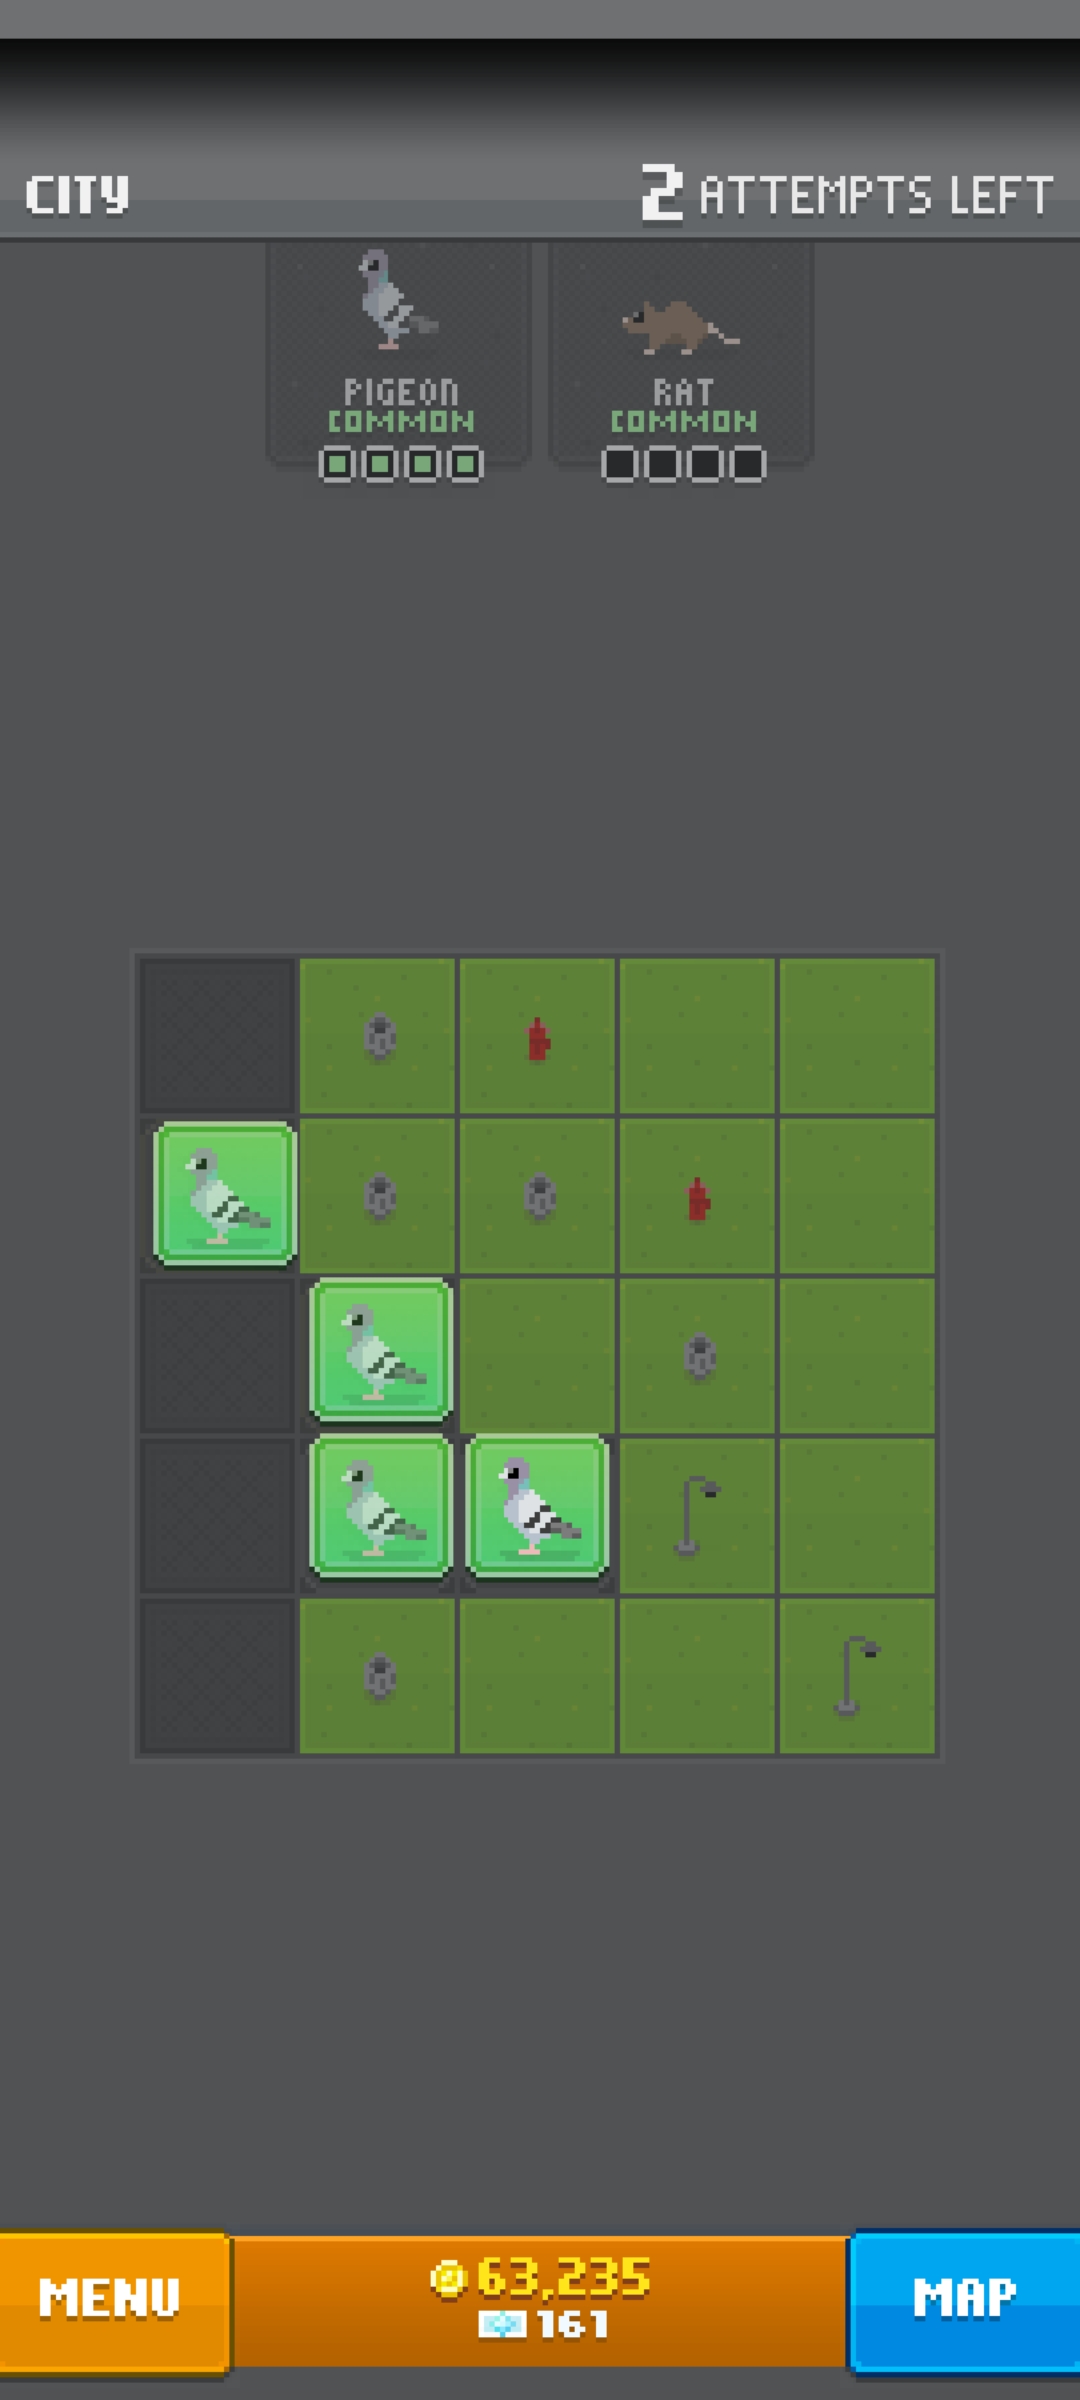 CITY
2 ATTEMPTS LEFT
PIGEON
COMMON
RAT
COMMON
MENU
63,235
161
MAP